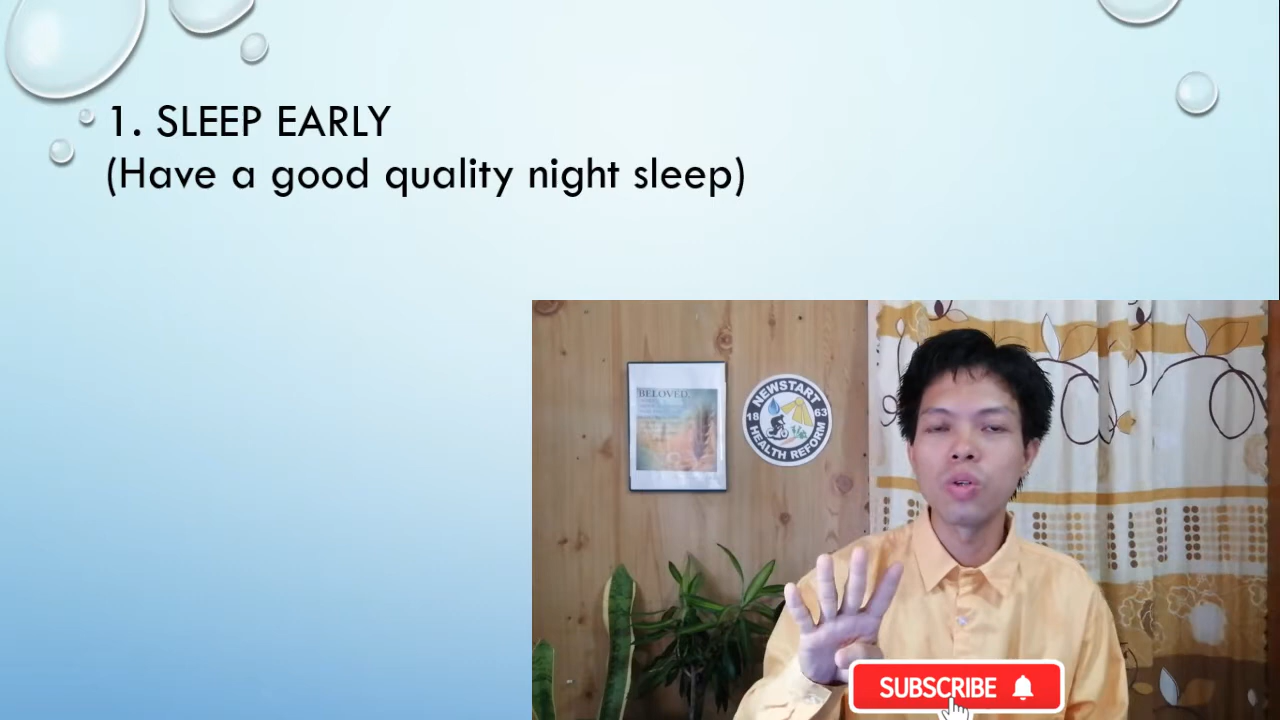 1. SLEEP EARLY
(Have a good quality night sleep)
BELOVED,
NEWSTART
18 63
HEALTH REFORM
SUBSCRIBE